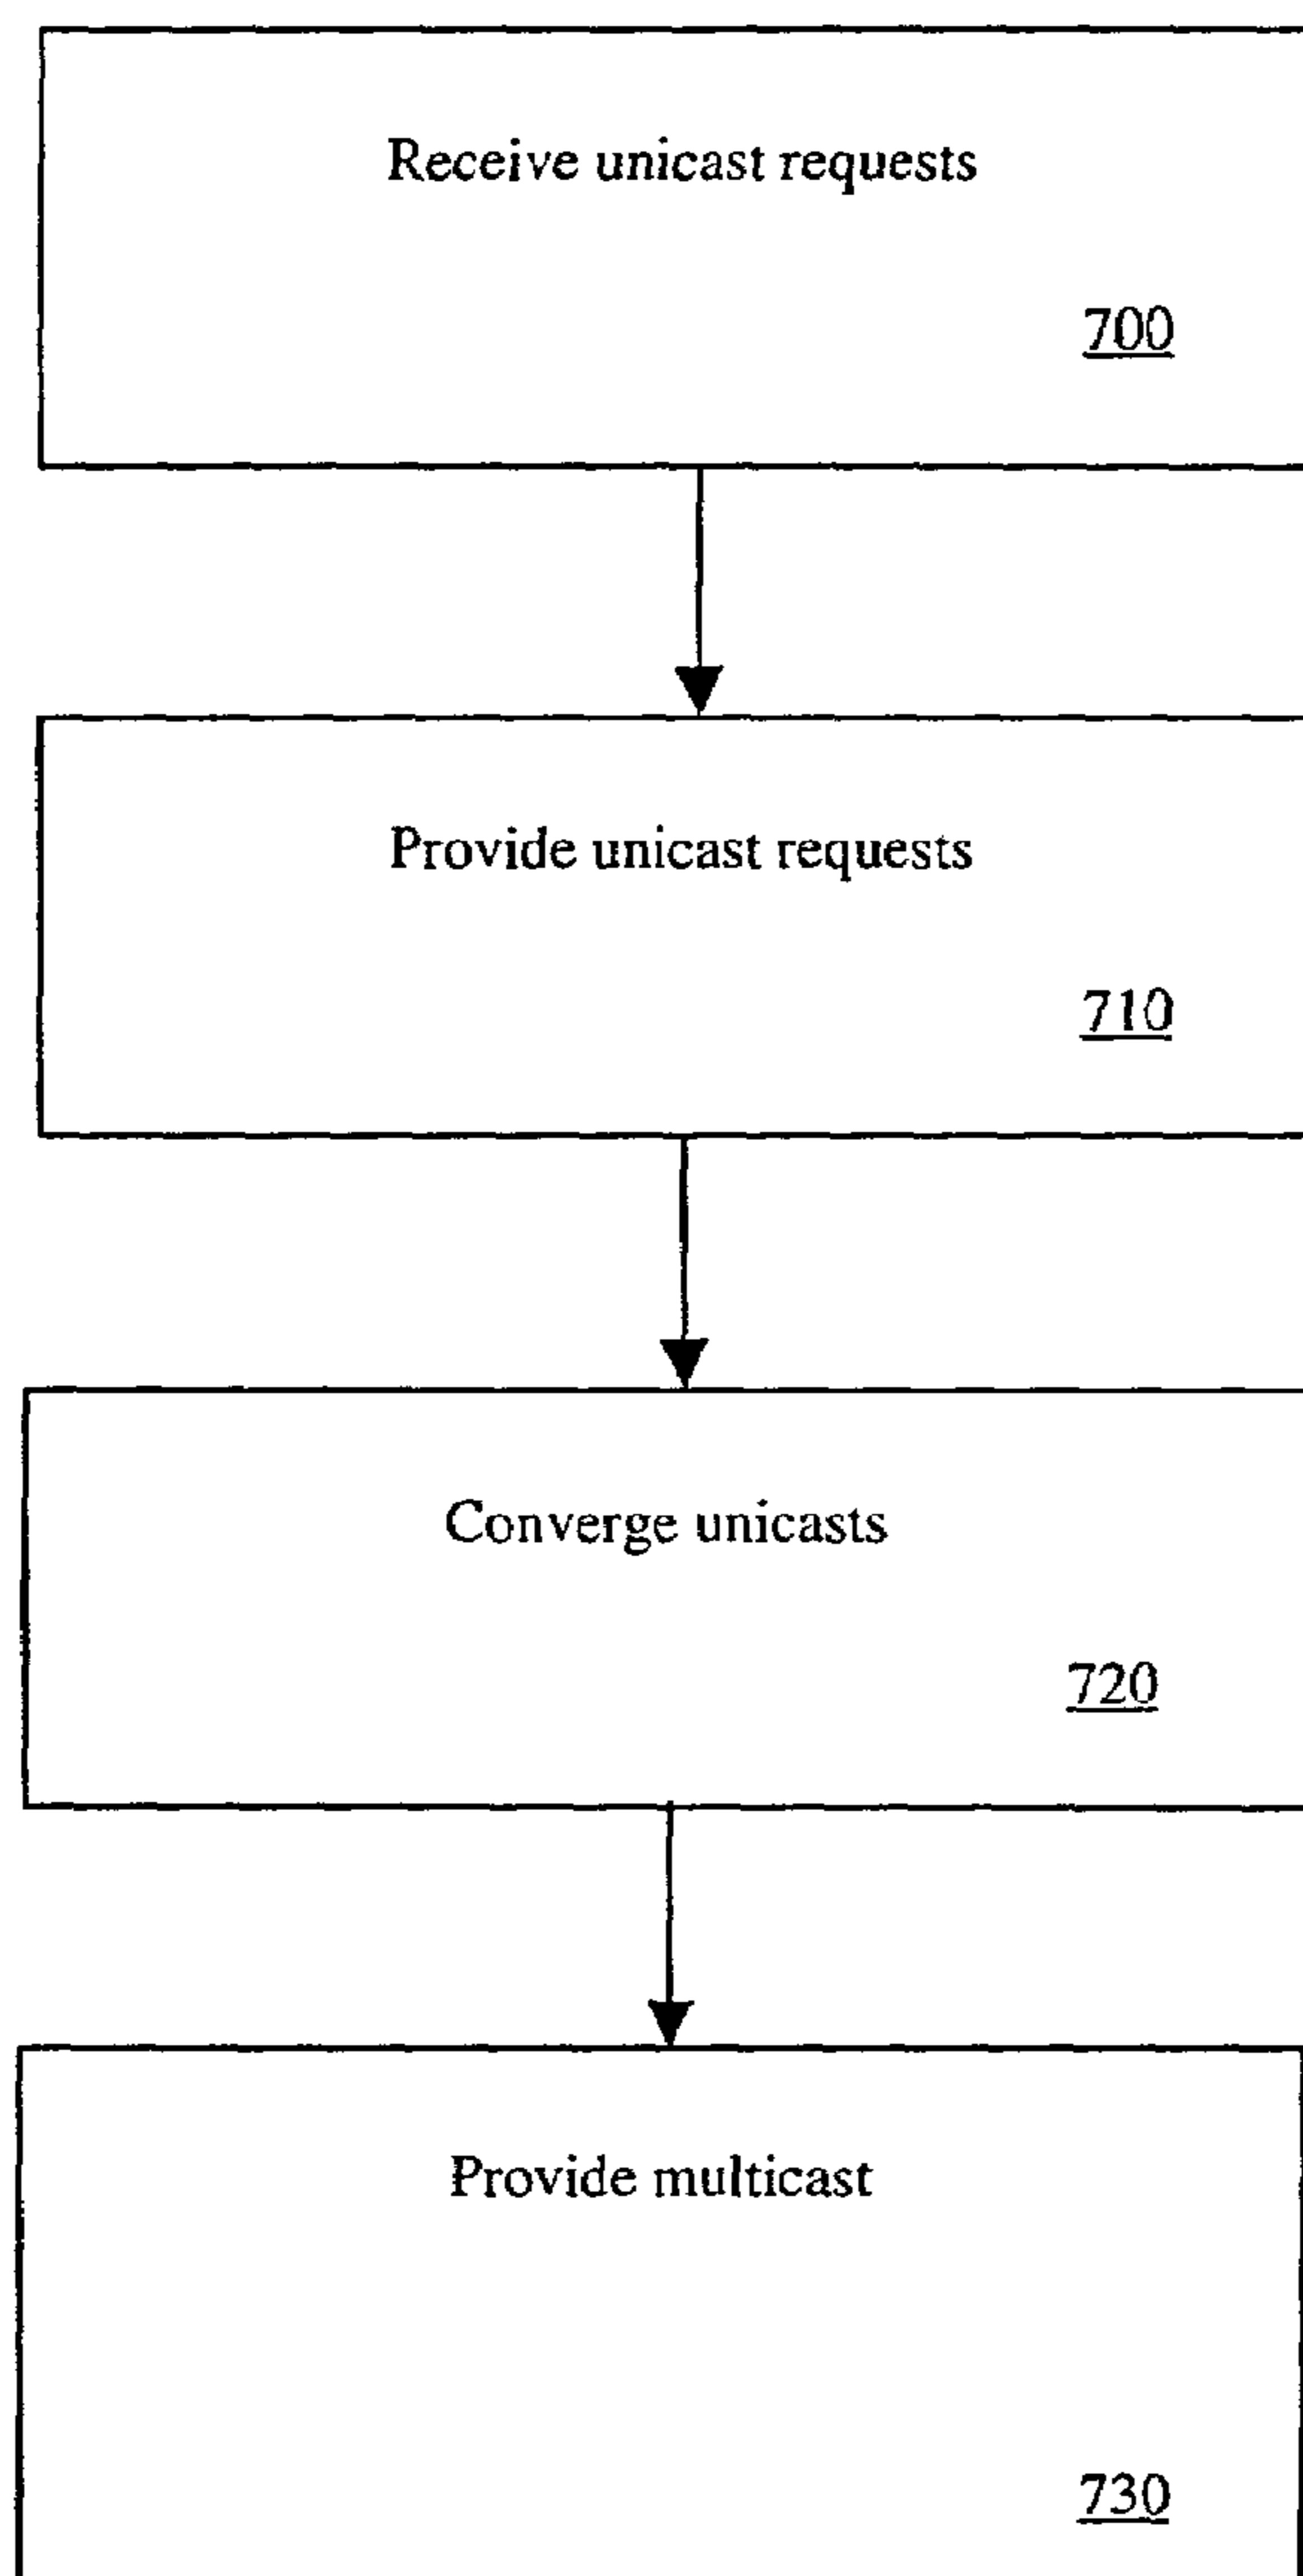 Receive unicast requests
700
Provide unicast requests
710
Converge unicasts
720
Provide multicast
730